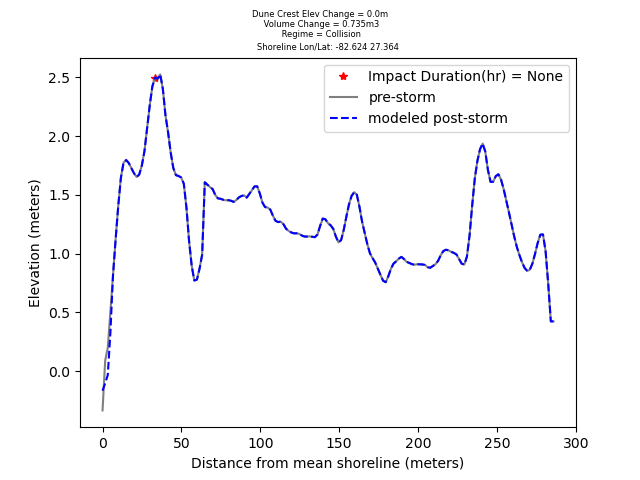 Dune Crest Elev Change = 0.0m
Volume Change = 0.735m3
Regime = Collision
Shoreline Lon/Lat: -82.624 27.364
Impact Duration(hr) = None
pre-storm
modeled post-storm
Elevation (meters)
2.5
2.0
1.5
1.0
0.5
0.0
0 50 100 150 200 250 300
Distance from mean shoreline (meters)